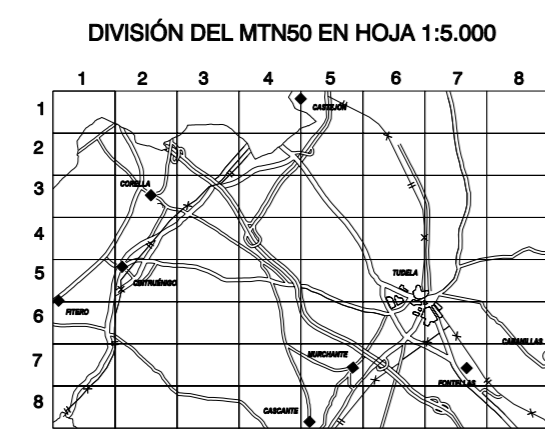 DIVISIÓN DEL MTN50 EN HOJA 1:5.000
1 2 3 4 5 6 7 8
1
CASTEJÓN
2
3
CORELLA
4
5
TUDELA
CINTRUÉNIGO
6
FITERO
CABANILLAS
7
MURCHANTE
FONTELLAS
8
CASCANTE